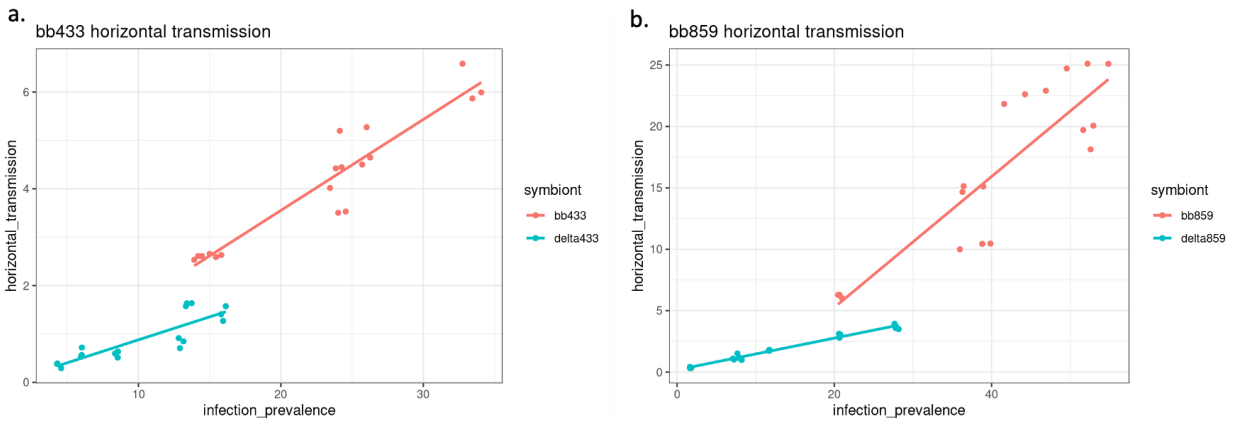 a.
bb433 horizontal transmission
horizontal_transmission
6
4
2
0
10
20
30
infection_prevalence
symbiont
bb433
delta433
b.
bb859 horizontal transmission
horizontal_transmission
25
20
15
10
5
0
0
20
40
infection_prevalence
symbiont
bb859
delta859